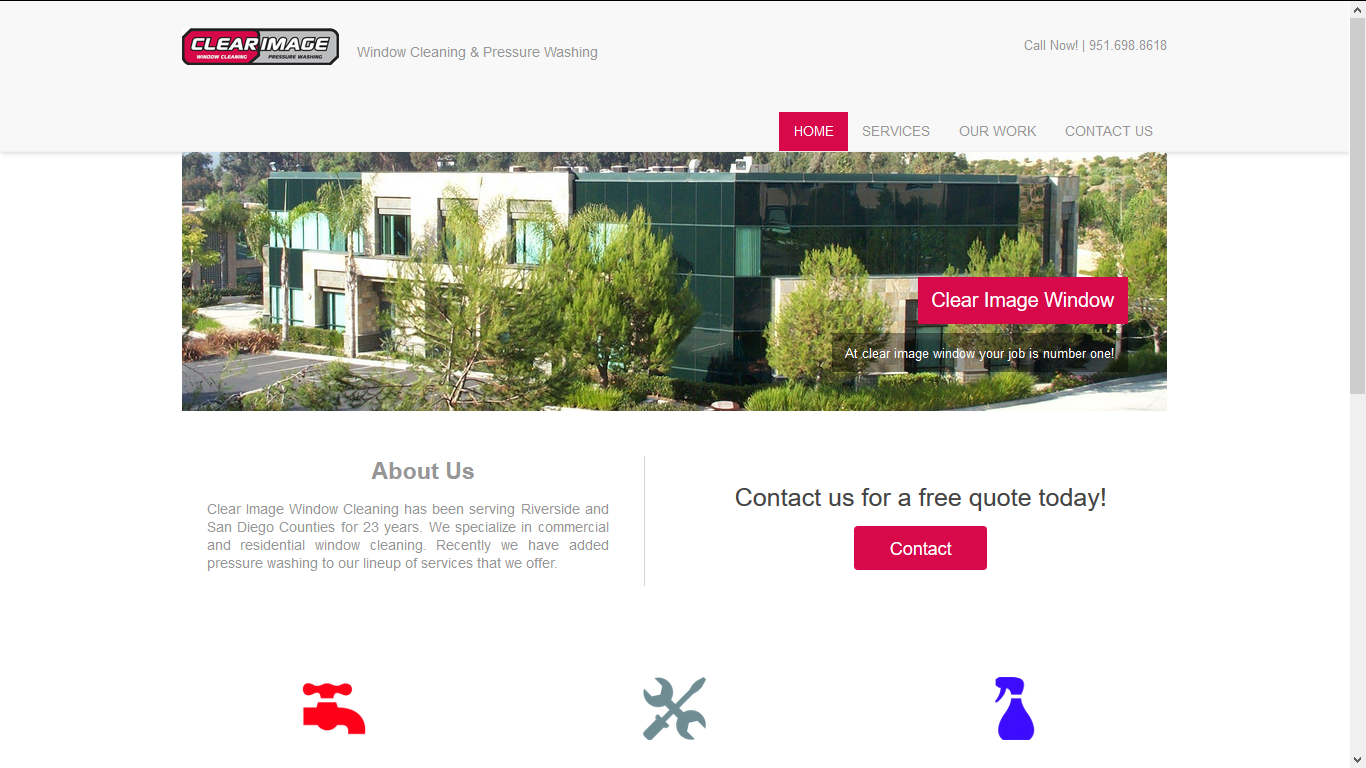 CLEAR IMAGE
WINDOW CLEANING PRESSURE WASHING
Window Cleaning & Pressure Washing
Call Now! | 951.698.8618
HOME SERVICES OUR WORK CONTACT US
Clear Image Window
At clear image window your job is number one!
About Us
Clear Image Window Cleaning has been serving Riverside and
San Diego Counties for 23 years. We specialize in commercial
and residential window cleaning. Recently we have added
pressure washing to our lineup of services that we offer.
Contact us for a free quote today!
Contact